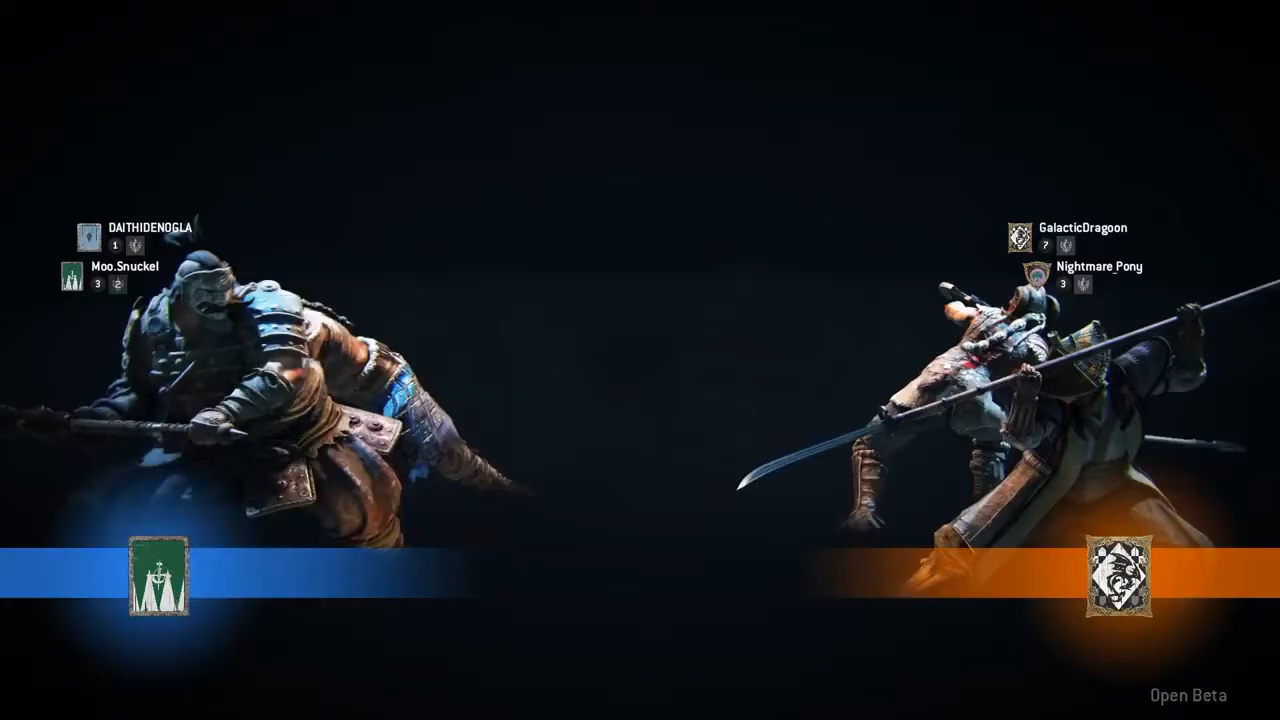 DAITHIDENOGLA
1
Moo.Snuckel
3 2
GalacticDragoon
7
Nightmare_Pony
3
Open Beta